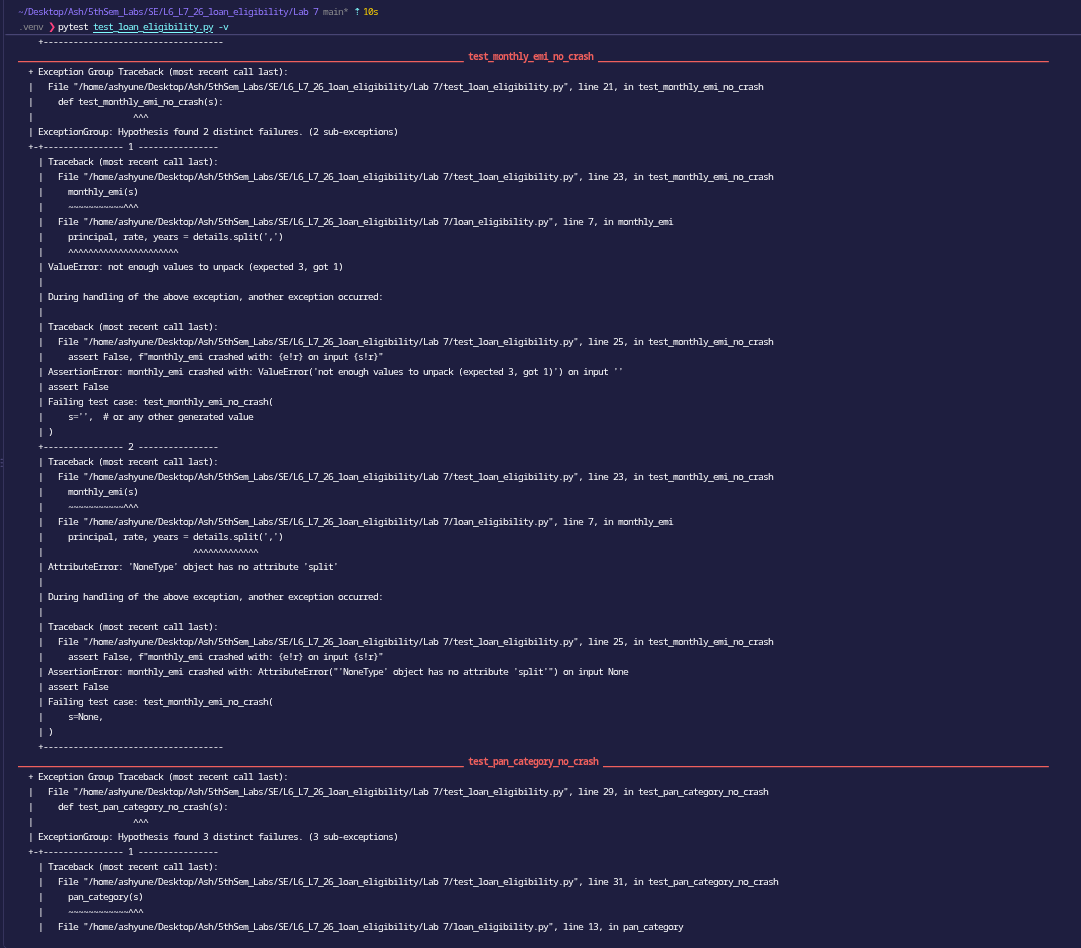 ~/Desktop/Ash/5thSem_Labs/SE/L6_L7_26_loan_eligibility/Lab 7 main* ⇡ 10s
.venv ❯ pytest test_loan_eligibility.py -v
    +------------------------------------
test_monthly_emi_no_crash
  + Exception Group Traceback (most recent call last):
  |   File "/home/ashyune/Desktop/Ash/5thSem_Labs/SE/L6_L7_26_loan_eligibility/Lab 7/test_loan_eligibility.py", line 21, in test_monthly_emi_no_crash
  |     def test_monthly_emi_no_crash(s):
  |                    ^^^
  | ExceptionGroup: Hypothesis found 2 distinct failures. (2 sub-exceptions)
  +-+---------------- 1 ----------------
    | Traceback (most recent call last):
    |   File "/home/ashyune/Desktop/Ash/5thSem_Labs/SE/L6_L7_26_loan_eligibility/Lab 7/test_loan_eligibility.py", line 23, in test_monthly_emi_no_crash
    |     monthly_emi(s)
    |     ~~~~~~~~~~~^^^
    |   File "/home/ashyune/Desktop/Ash/5thSem_Labs/SE/L6_L7_26_loan_eligibility/Lab 7/loan_eligibility.py", line 7, in monthly_emi
    |     principal, rate, years = details.split(',')
    |     ^^^^^^^^^^^^^^^^^^^^^^
    | ValueError: not enough values to unpack (expected 3, got 1)
    |
    | During handling of the above exception, another exception occurred:
    |
    | Traceback (most recent call last):
    |   File "/home/ashyune/Desktop/Ash/5thSem_Labs/SE/L6_L7_26_loan_eligibility/Lab 7/test_loan_eligibility.py", line 25, in test_monthly_emi_no_crash
    |     assert False, f"monthly_emi crashed with: {e!r} on input {s!r}"
    | AssertionError: monthly_emi crashed with: ValueError('not enough values to unpack (expected 3, got 1)') on input ''
    | assert False
    | Failing test case: test_monthly_emi_no_crash(
    |     s='',  # or any other generated value
    | )
    +---------------- 2 ----------------
    | Traceback (most recent call last):
    |   File "/home/ashyune/Desktop/Ash/5thSem_Labs/SE/L6_L7_26_loan_eligibility/Lab 7/test_loan_eligibility.py", line 23, in test_monthly_emi_no_crash
    |     monthly_emi(s)
    |     ~~~~~~~~~~~^^^
    |   File "/home/ashyune/Desktop/Ash/5thSem_Labs/SE/L6_L7_26_loan_eligibility/Lab 7/loan_eligibility.py", line 7, in monthly_emi
    |     principal, rate, years = details.split(',')
    |                              ^^^^^^^^^^^^^
    | AttributeError: 'NoneType' object has no attribute 'split'
    |
    | During handling of the above exception, another exception occurred:
    |
    | Traceback (most recent call last):
    |   File "/home/ashyune/Desktop/Ash/5thSem_Labs/SE/L6_L7_26_loan_eligibility/Lab 7/test_loan_eligibility.py", line 25, in test_monthly_emi_no_crash
    |     assert False, f"monthly_emi crashed with: {e!r} on input {s!r}"
    | AssertionError: monthly_emi crashed with: AttributeError("'NoneType' object has no attribute 'split'") on input None
    | assert False
    | Failing test case: test_monthly_emi_no_crash(
    |     s=None,
    | )
    +------------------------------------
test_pan_category_no_crash
  + Exception Group Traceback (most recent call last):
  |   File "/home/ashyune/Desktop/Ash/5thSem_Labs/SE/L6_L7_26_loan_eligibility/Lab 7/test_loan_eligibility.py", line 29, in test_pan_category_no_crash
  |     def test_pan_category_no_crash(s):
  |                    ^^^
  | ExceptionGroup: Hypothesis found 3 distinct failures. (3 sub-exceptions)
  +-+---------------- 1 ----------------
    | Traceback (most recent call last):
    |   File "/home/ashyune/Desktop/Ash/5thSem_Labs/SE/L6_L7_26_loan_eligibility/Lab 7/test_loan_eligibility.py", line 31, in test_pan_category_no_crash
    |     pan_category(s)
    |     ~~~~~~~~~~~~^^^
    |   File "/home/ashyune/Desktop/Ash/5thSem_Labs/SE/L6_L7_26_loan_eligibility/Lab 7/loan_eligibility.py", line 13, in pan_category